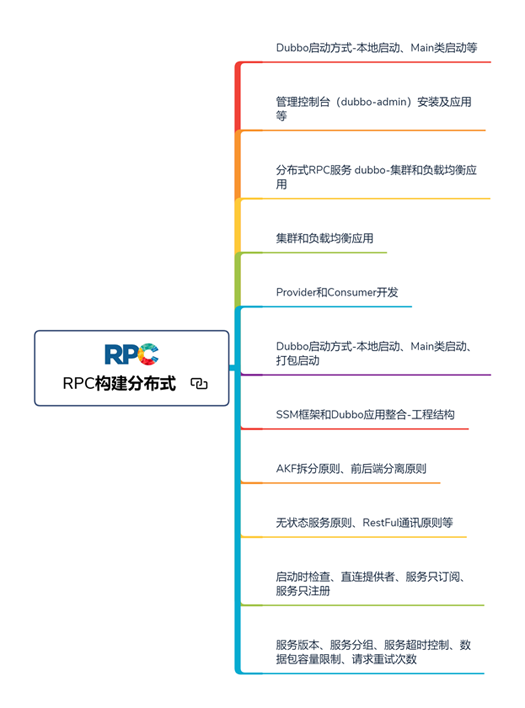 Dubbo启动方式-本地启动、Main类启动等
管理控制台（dubbo-admin）安装及应用
等
分布式RPC服务 dubbo-集群和负载均衡应
用
集群和负载均衡应用
Provider和Consumer开发
RPC
RPC构建分布式
Dubbo启动方式-本地启动、Main类启动、
打包启动
SSM框架和Dubbo应用整合-工程结构
AKF拆分原则、前后端分离原则
无状态服务原则、RestFul通讯原则等
启动时检查、直连提供者、服务只订阅、
服务只注册
服务版本、服务分组、服务超时控制、数
据包容量限制、请求重试次数